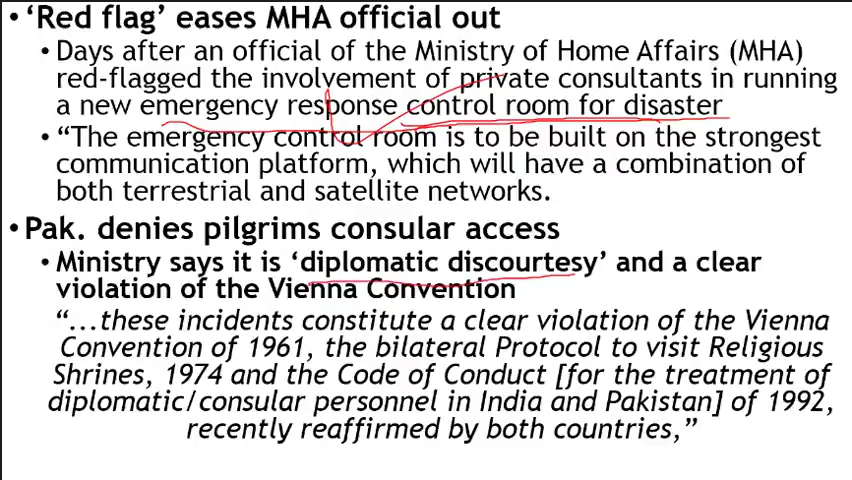 • ‘Red flag’ eases MHA official out
• Days after an official of the Ministry of Home Affairs (MHA)
red-flagged the involvement of private consultants in running
a new emergency response control room for disaster
• “The emergency control room is to be built on the strongest
communication platform, which will have a combination of
both terrestrial and satellite networks.
• Pak. denies pilgrims consular access
• Ministry says it is ‘diplomatic discourtesy’ and a clear
violation of the Vienna Convention
“...these incidents constitute a clear violation of the Vienna
Convention of 1961, the bilateral Protocol to visit Religious
Shrines, 1974 and the Code of Conduct [for the treatment of
diplomatic/consular personnel in India and Pakistan] of 1992,
recently reaffirmed by both countries,”